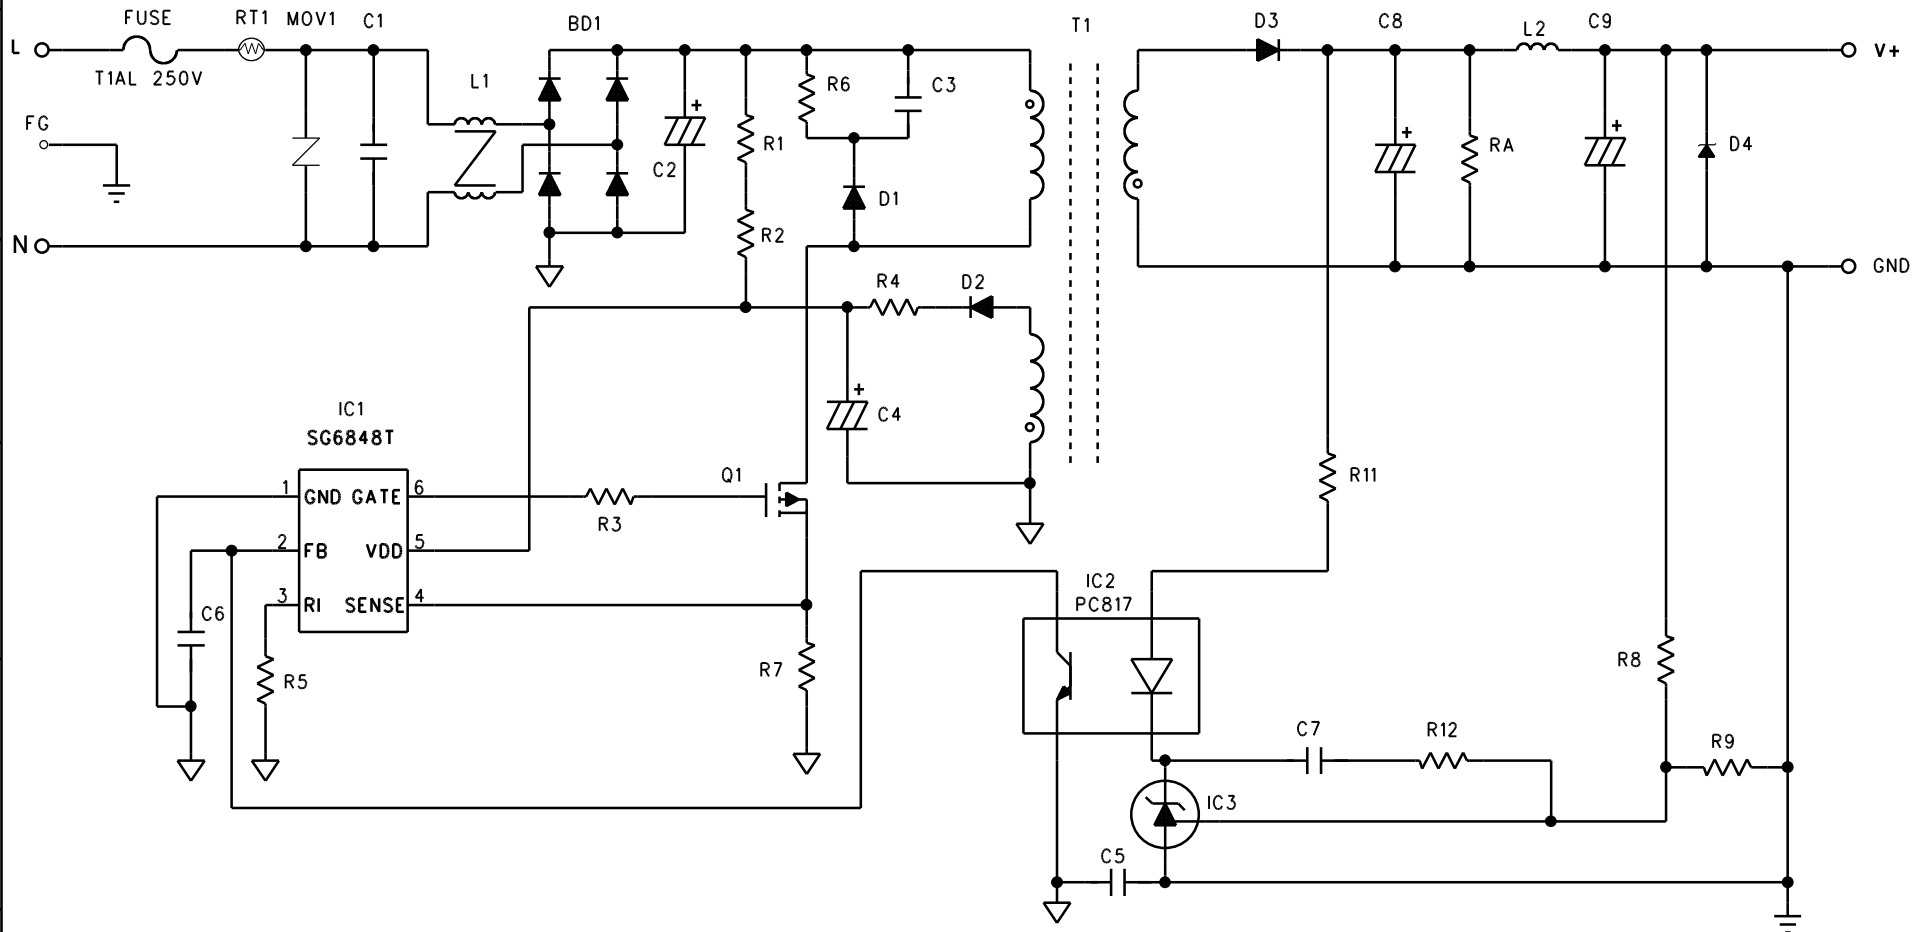 FUSE
RT1
MOV1
C1
BD1
T1
D3
C8
L2
C9
L
V+
T1AL 250V
L1
R6
C3
+
+
+
FG
R1
RA
D4
C2
D1
N
R2
GND
R4
D2
+
C4
IC1
SG6848T
Q1
R11
1
GND
GATE
6
R3
2
FB
VDD
5
IC2
PC817
3
RI
SENSE
4
C6
R5
R7
R8
C7
R12
R9
IC3
C5